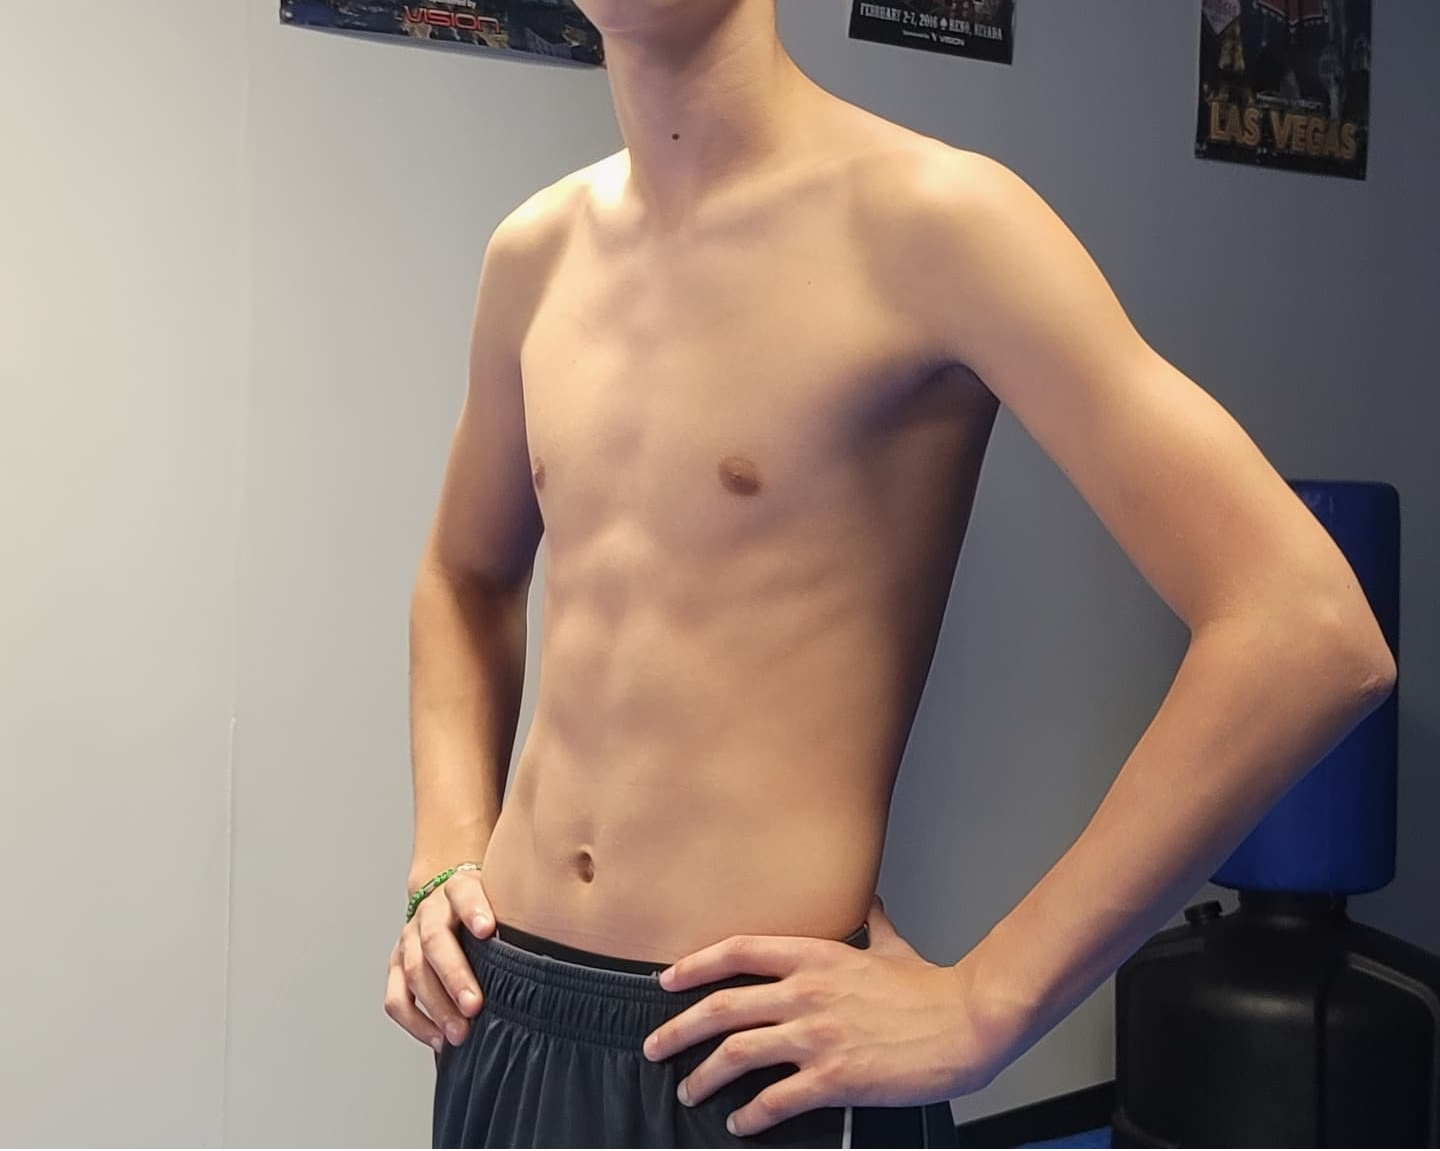 VISION
FEBRUARY 2-7, 2016 ♠ RENO, NEVADA
VISION
LAS VEGAS